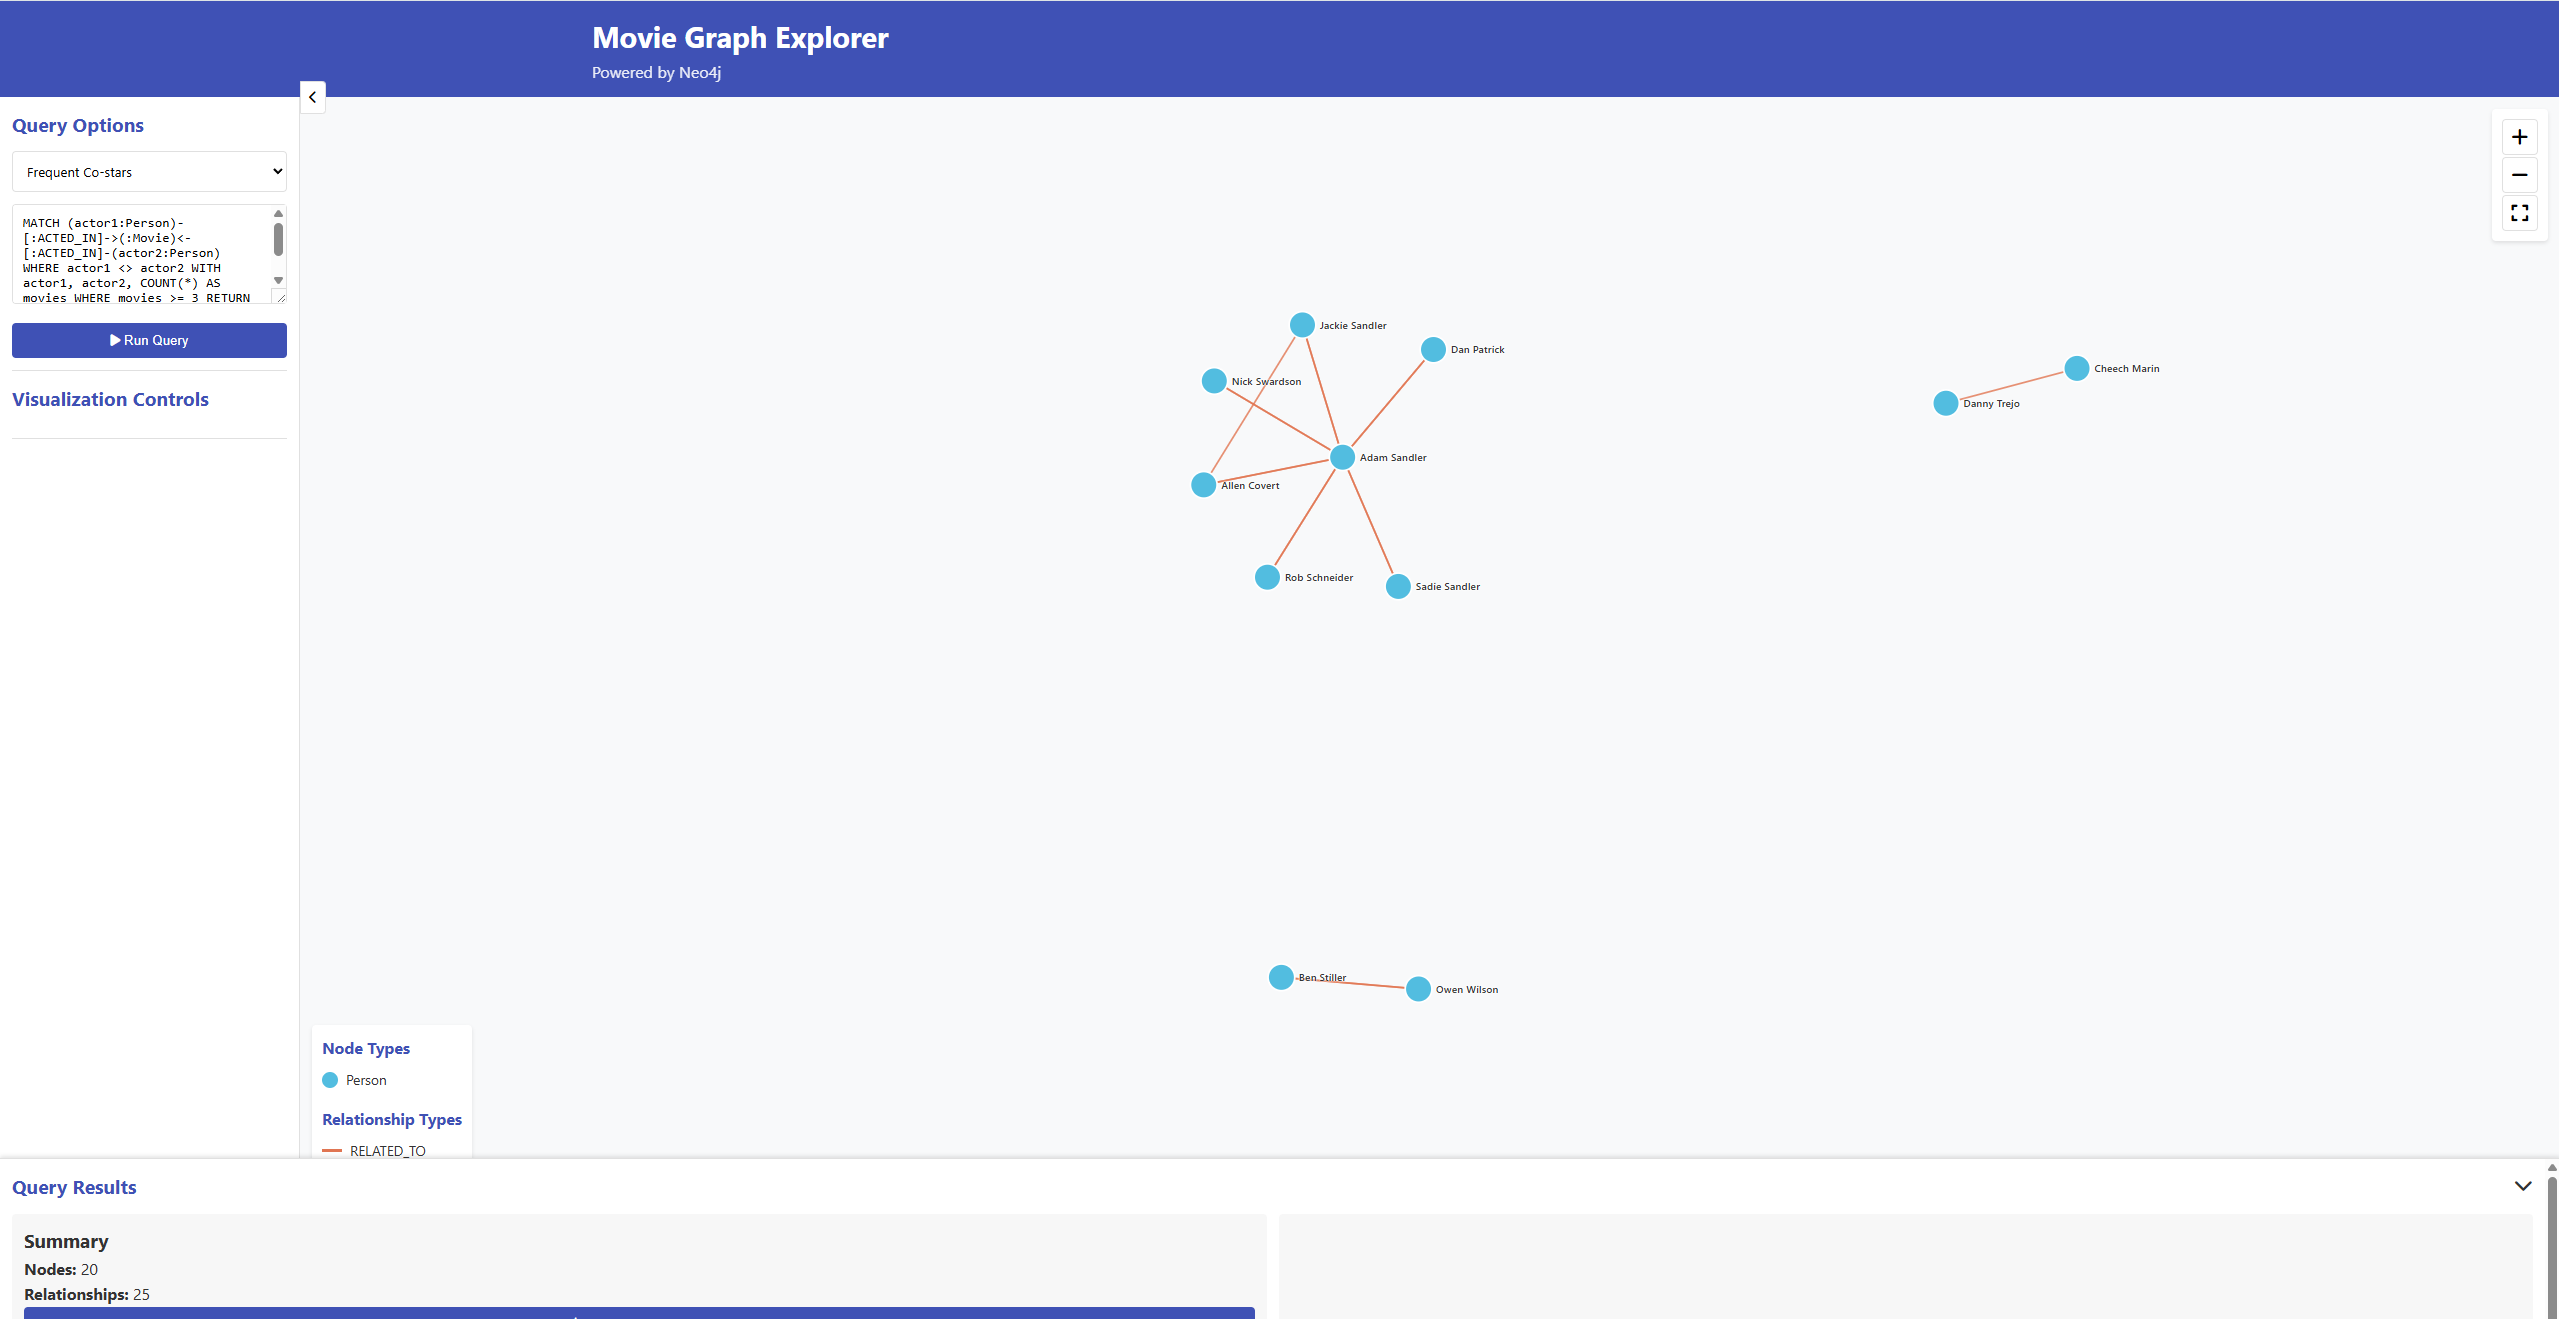 Movie Graph Explorer
Powered by Neo4j
Query Options
Frequent Co-stars
MATCH (actor1:Person)-
[:ACTED_IN]->(:Movie)<-
[:ACTED_IN]-(actor2:Person)
WHERE actor1 <> actor2 WITH
actor1, actor2, COUNT(*) AS
movies WHERE movies >= 3 RETURN
Run Query
Visualization Controls
Jackie Sandler
Dan Patrick
Nick Swardson
Cheech Marin
Danny Trejo
Adam Sandler
Allen Covert
Rob Schneider
Sadie Sandler
Ben Stiller
Owen Wilson
Node Types
Person
Relationship Types
RELATED_TO
Query Results
Summary
Nodes: 20
Relationships: 25